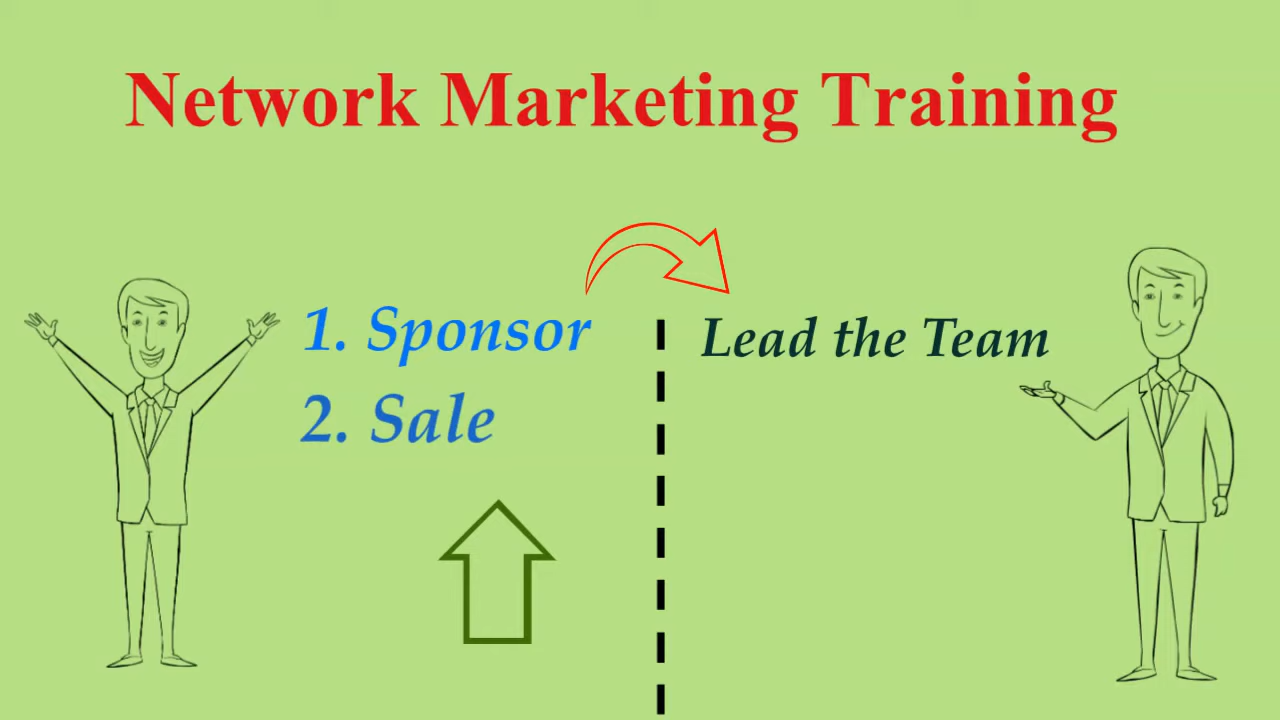 Network Marketing Training
1. Sponsor
2. Sale
Lead the Team